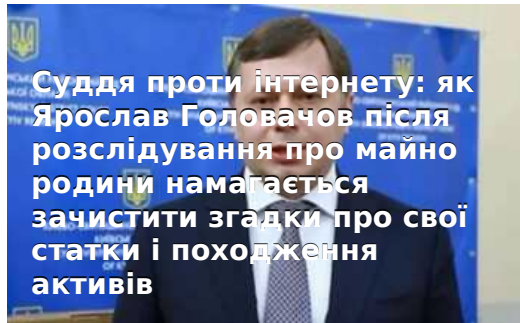 Суддя проти інтернету: як
Ярослав Головачов після
розслідування про майно
родини намагається
зачистити згадки про свої
статки і походження
активів